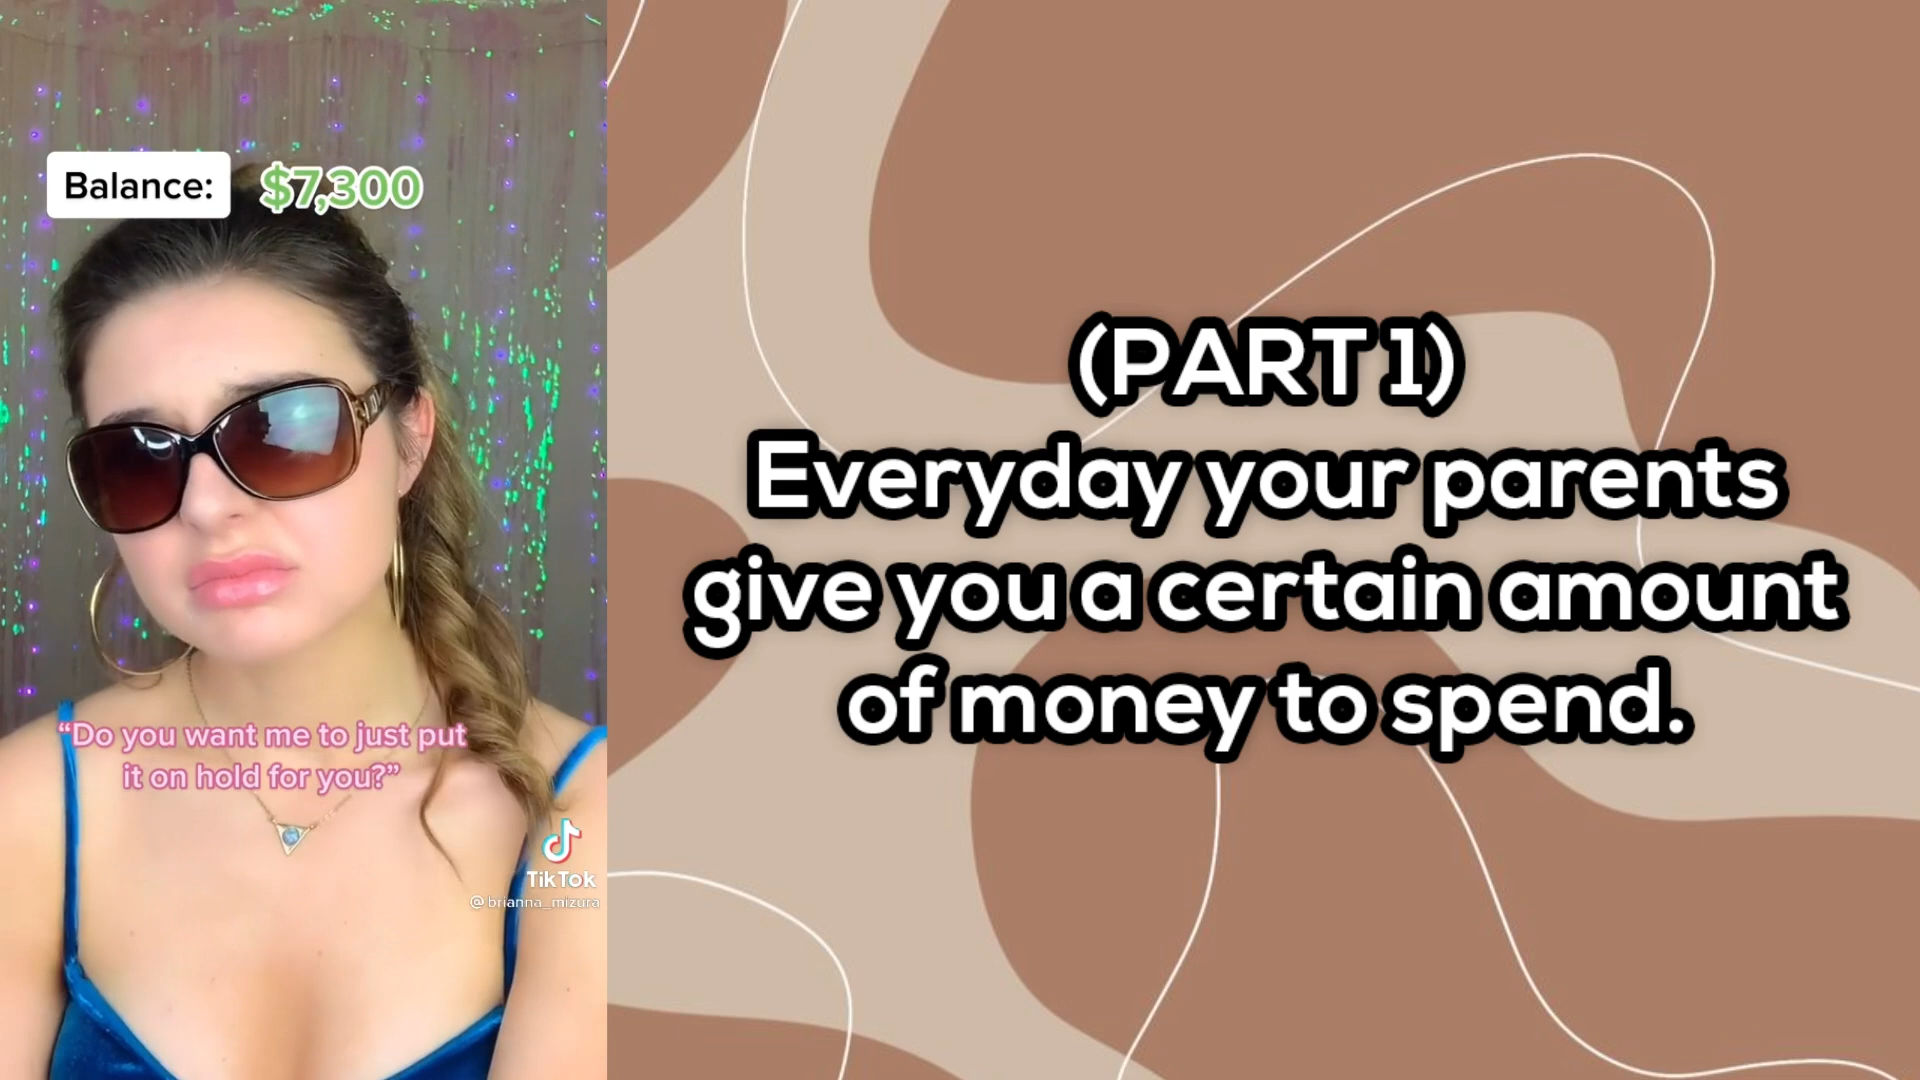 Balance: $7,300
“Do you want me to just put
it on hold for you?”
TikTok
@brianna_mizura
(PART 1)
Everyday your parents
give you a certain amount
of money to spend.